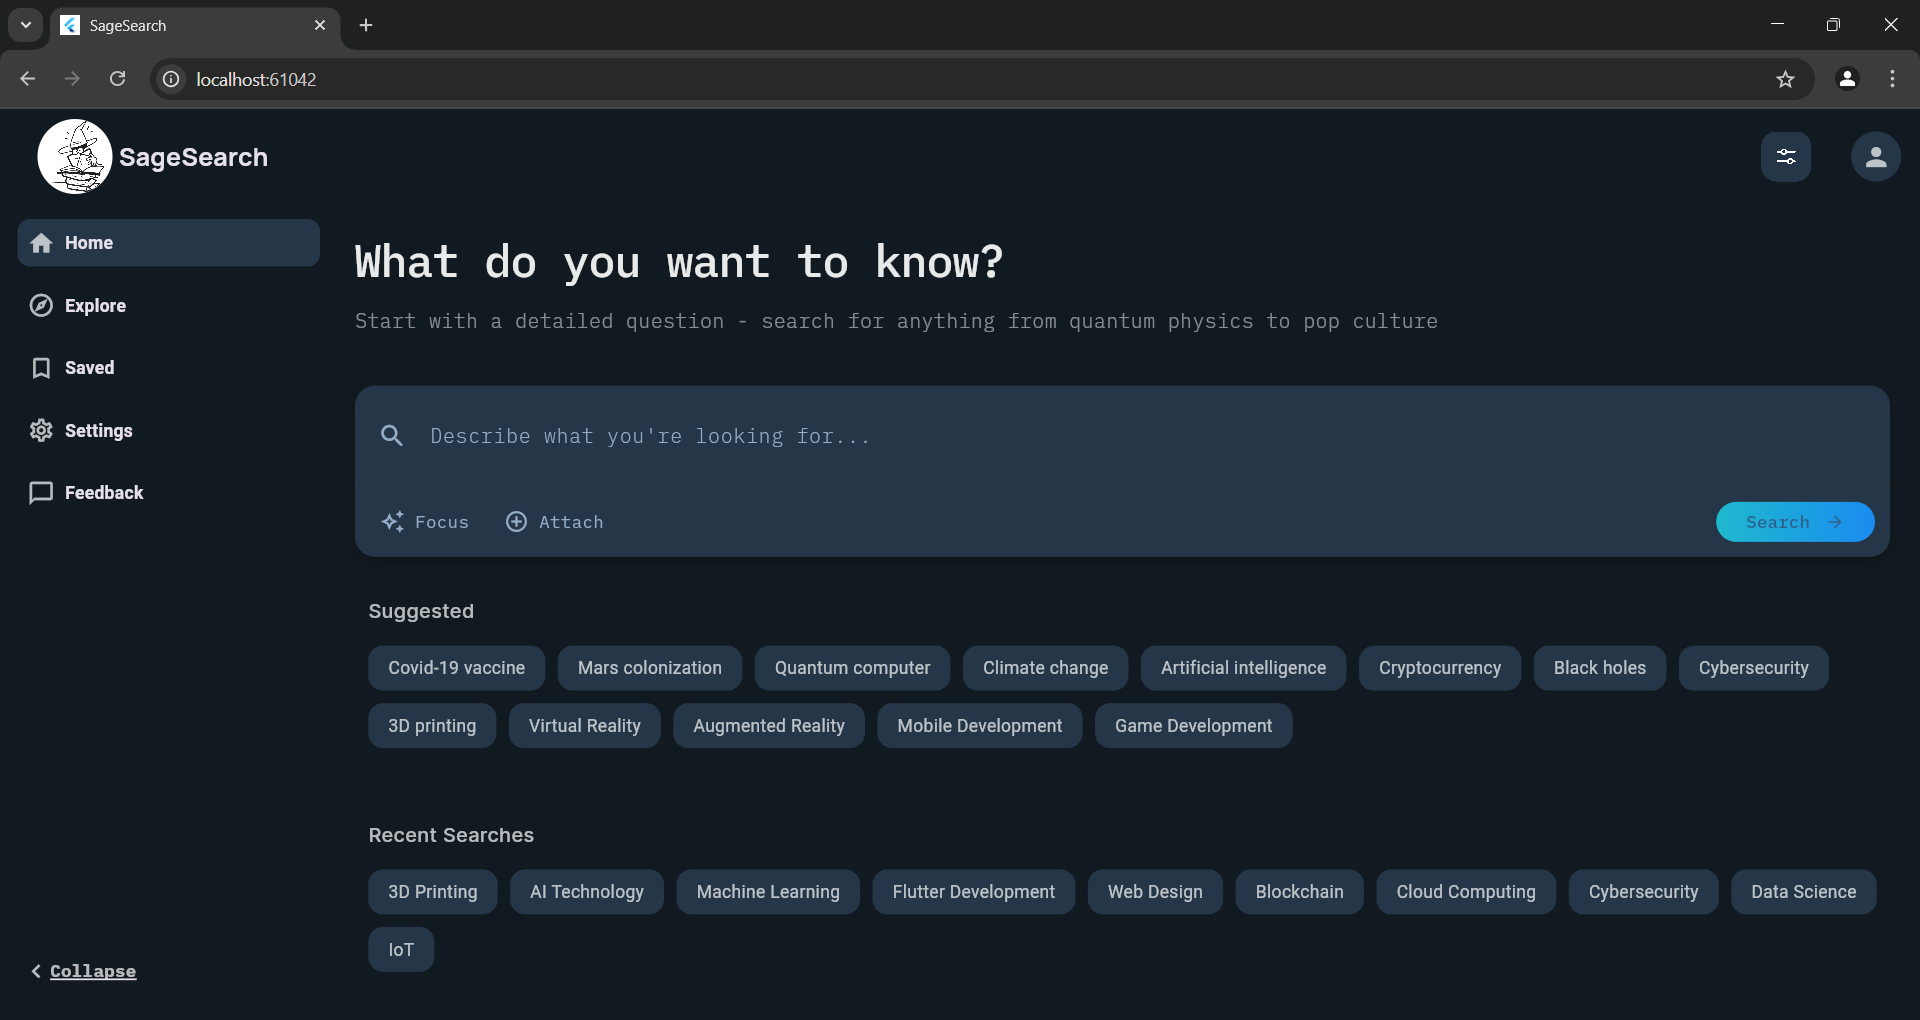 SageSearch
localhost:61042
SageSearch
Home
Explore
Saved
Settings
Feedback
Collapse
What do you want to know?
Start with a detailed question - search for anything from quantum physics to pop culture
Describe what you're looking for...
Focus Attach Search
Suggested
Covid-19 vaccine Mars colonization Quantum computer Climate change Artificial intelligence Cryptocurrency Black holes Cybersecurity
3D printing Virtual Reality Augmented Reality Mobile Development Game Development
Recent Searches
3D Printing AI Technology Machine Learning Flutter Development Web Design Blockchain Cloud Computing Cybersecurity Data Science
IoT